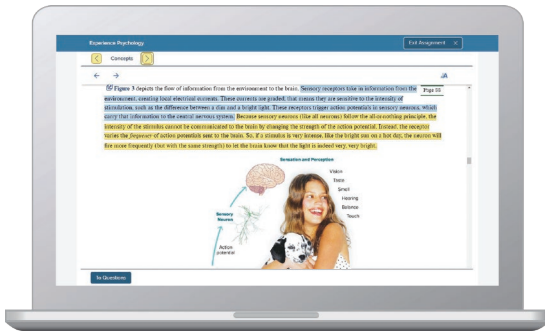 Experience Psychology
Exit Assignment ×
Concepts
Figure 3 depicts the flow of information from the environment to the brain. Sensory receptors take in information from the
Page 88
environment, creating local electrical currents. These currents are graded; that means they are sensitive to the intensity of
stimulation, such as the difference between a dim and a bright light. These receptors trigger action potentials in sensory neurons, which
carry that information to the central nervous system. Because sensory neurons (like all neurons) follow the all-or-nothing principle, the
intensity of the stimulus cannot be communicated to the brain by changing the strength of the action potential. Instead, the receptor
varies the frequency of action potentials sent to the brain. So, if a stimulus is very intense, like the bright sun on a hot day, the neuron will
fire more frequently (but with the same strength) to let the brain know that the light is indeed very, very bright.
Sensation and Perception
Vision
Taste
Smell
Hearing
Balance
Touch
Sensory
Neuron
Action
potential
To Questions